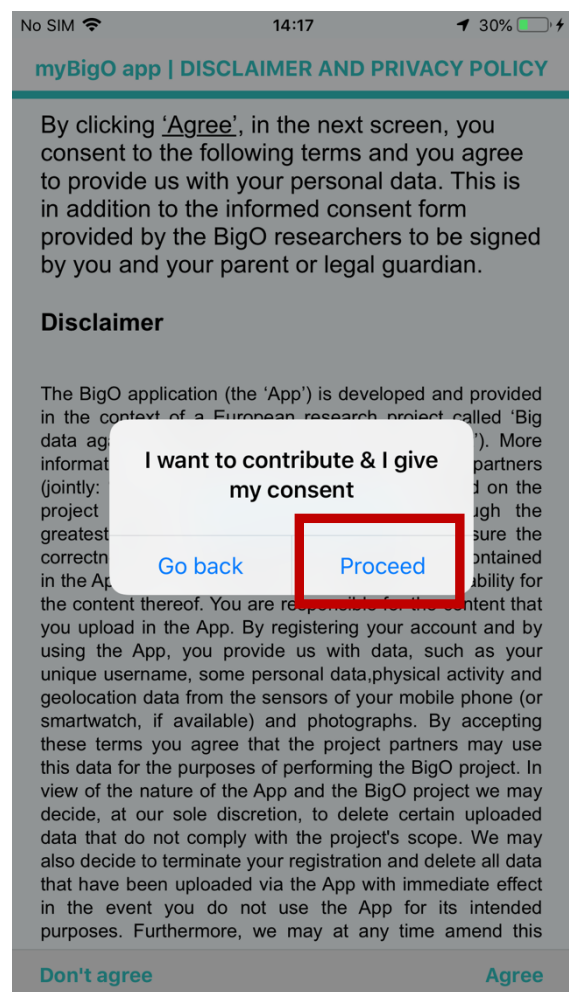 No SIM 14:17 30%
myBigO app | DISCLAIMER AND PRIVACY POLICY
By clicking ‘Agree’, in the next screen, you
consent to the following terms and you agree
to provide us with your personal data. This is
in addition to the informed consent form
provided by the BigO researchers to be signed
by you and your parent or legal guardian.
Disclaimer
The BigO application (the ‘App’) is developed and provided
in the context of a European research project called ‘Big
data ’). More
partners
(jointly: on the
project the
greatest the
in the
the content thereof. You are responsible for the content that
you upload in the App. By registering your account and by
using the App, you provide us with data, such as your
unique username, some personal data,physical activity and
geolocation data from the sensors of your mobile phone (or
smartwatch, if available) and photographs. By accepting
these terms you agree that the project partners may use
this data for the purposes of performing the BigO project. In
view of the nature of the App and the BigO project we may
decide, at our sole discretion, to delete certain uploaded
data that do not comply with the project's scope. We may
also decide to terminate your registration and delete all data
that have been uploaded via the App with immediate effect
in the event you do not use the App for its intended
purposes. Furthermore, we may at any time amend this
I want to contribute & I give
my consent
Go back Proceed
Don't agree Agree